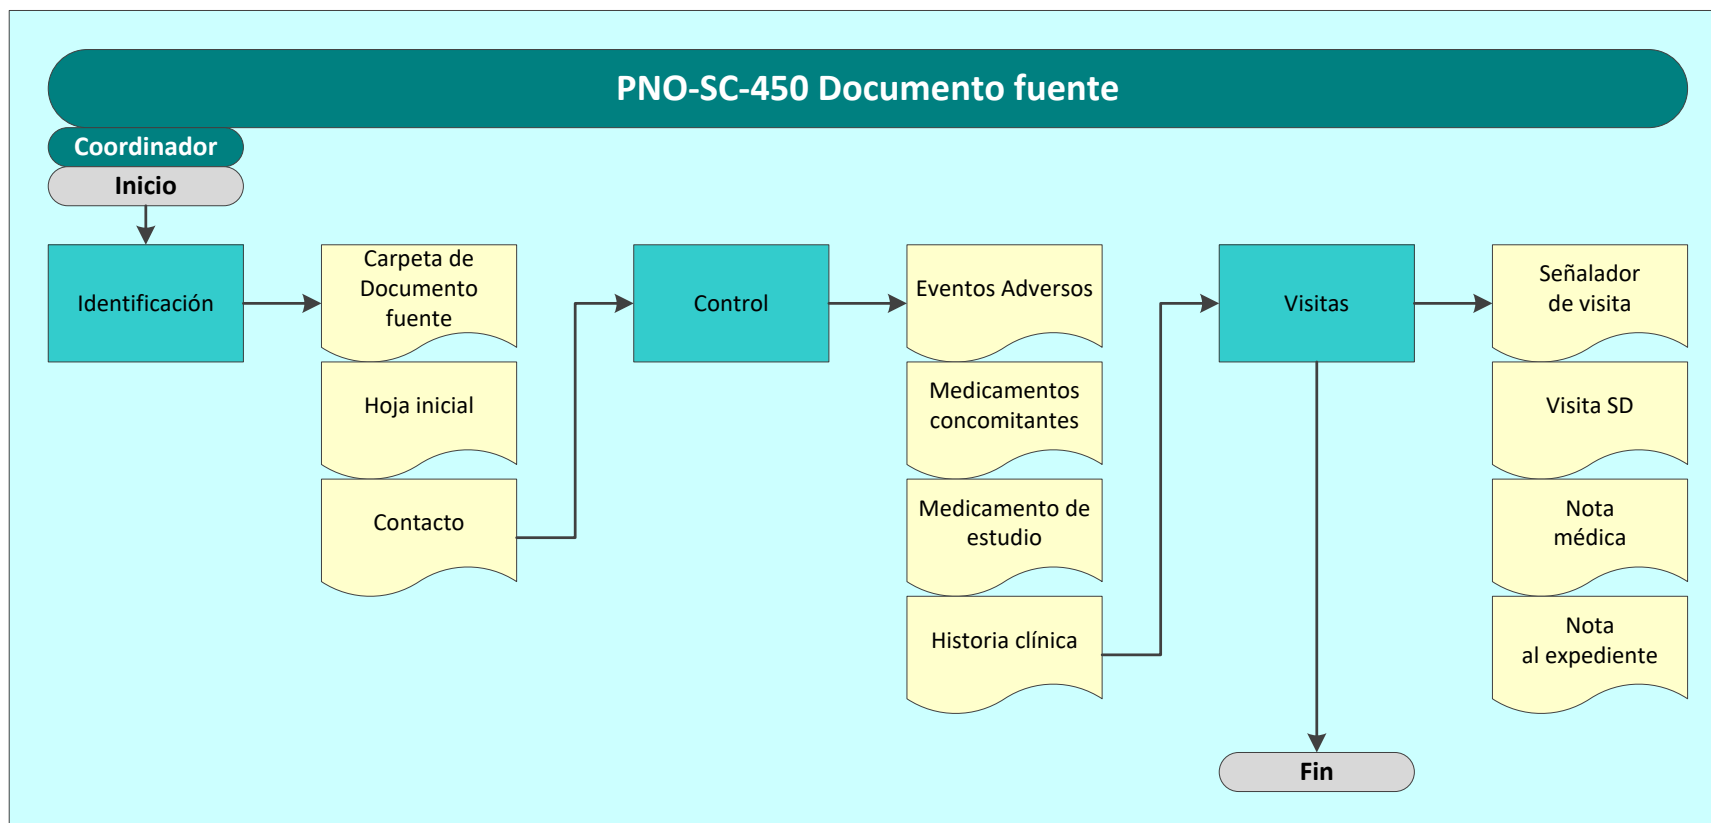 PNO-SC-450 Documento fuente
Coordinador
Inicio
Identificación
Carpeta de
Documento
fuente
Hoja inicial
Contacto
Control
Eventos Adversos
Medicamentos
concomitantes
Medicamento de
estudio
Historia clínica
Visitas
Señalador
de visita
Visita SD
Nota
médica
Nota
al expediente
Fin